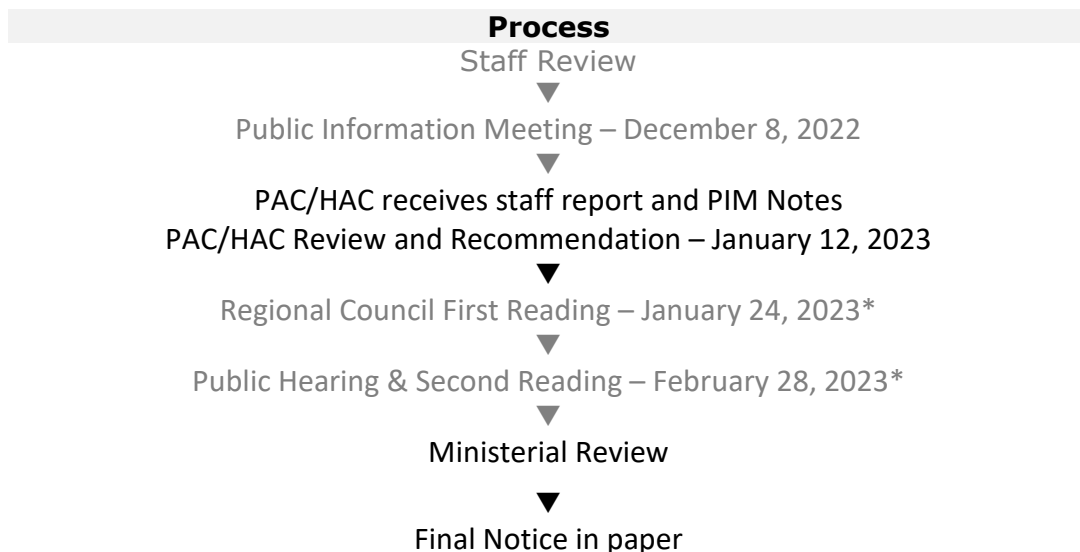 Process
Staff Review
Public Information Meeting – December 8, 2022
PAC/HAC receives staff report and PIM Notes
PAC/HAC Review and Recommendation – January 12, 2023
Regional Council First Reading – January 24, 2023*
Public Hearing & Second Reading – February 28, 2023*
Ministerial Review
Final Notice in paper